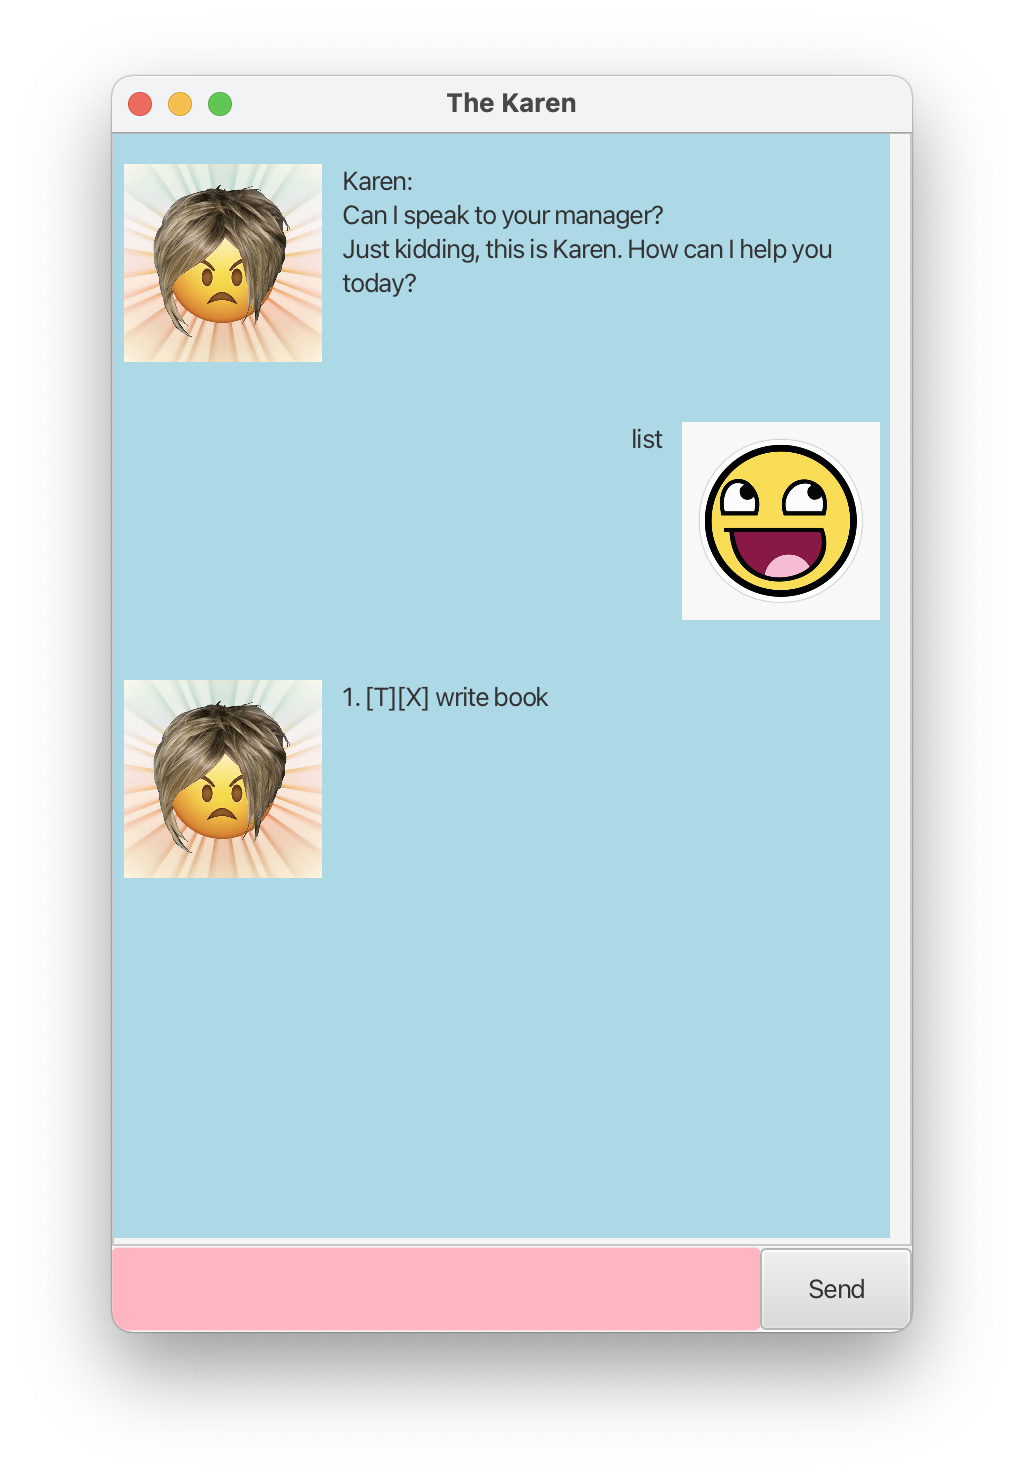 The Karen
Karen:
Can I speak to your manager?
Just kidding, this is Karen. How can I help you
today?
list
1. [T][X] write book
Send